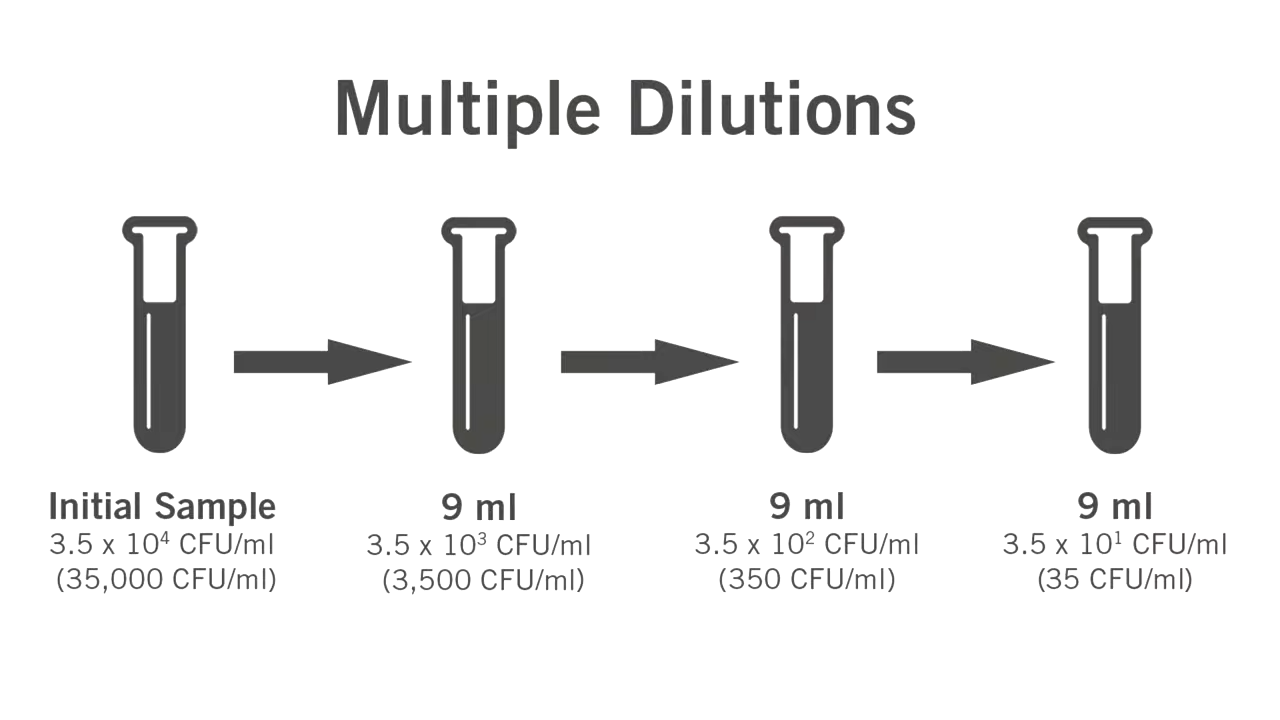 Multiple Dilutions
Initial Sample
3.5 x 10⁴ CFU/ml
(35,000 CFU/ml)
9 ml
3.5 x 10³ CFU/ml
(3,500 CFU/ml)
9 ml
3.5 x 10² CFU/ml
(350 CFU/ml)
9 ml
3.5 x 10¹ CFU/ml
(35 CFU/ml)